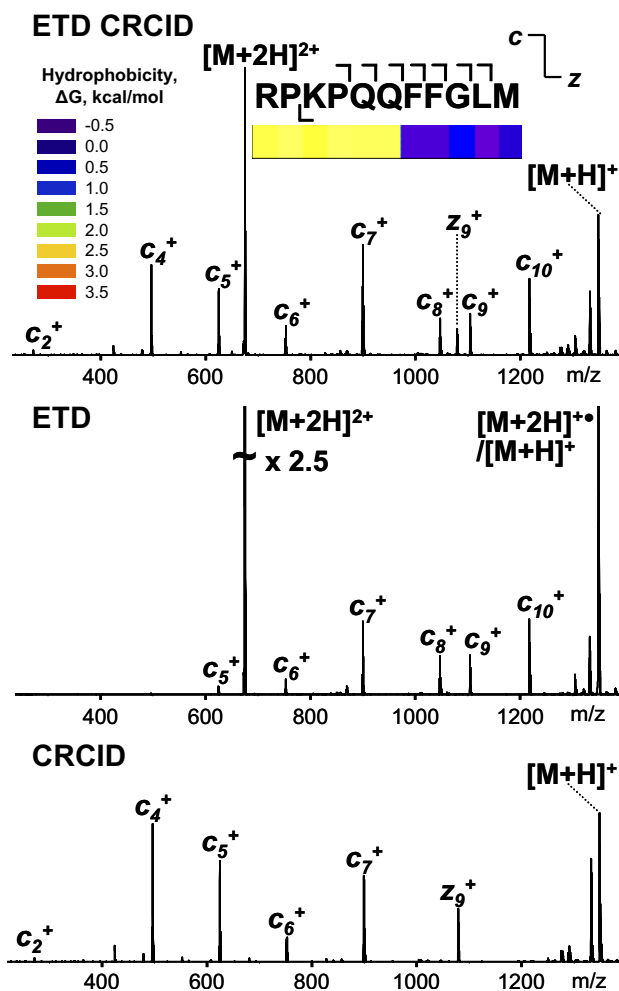 ETD CRCID
[M+2H]²⁺
c
z
Hydrophobicity,
ΔG, kcal/mol
-0.5
0.0
0.5
1.0
1.5
2.0
2.5
3.0
3.5
RPKPQQFFGLM
[M+H]⁺
c₂⁺
c₄⁺
c₅⁺
c₆⁺
c₇⁺
c₈⁺
z₉⁺
c₉⁺
c₁₀⁺
400 600 800 1000 1200 m/z
ETD
[M+2H]²⁺
~ x 2.5
[M+2H]⁺•
/[M+H]⁺
c₅⁺
c₆⁺
c₇⁺
c₈⁺
c₉⁺
c₁₀⁺
400 600 800 1000 1200 m/z
CRCID
[M+H]⁺
c₂⁺
c₄⁺
c₅⁺
c₆⁺
c₇⁺
z₉⁺
400 600 800 1000 1200 m/z